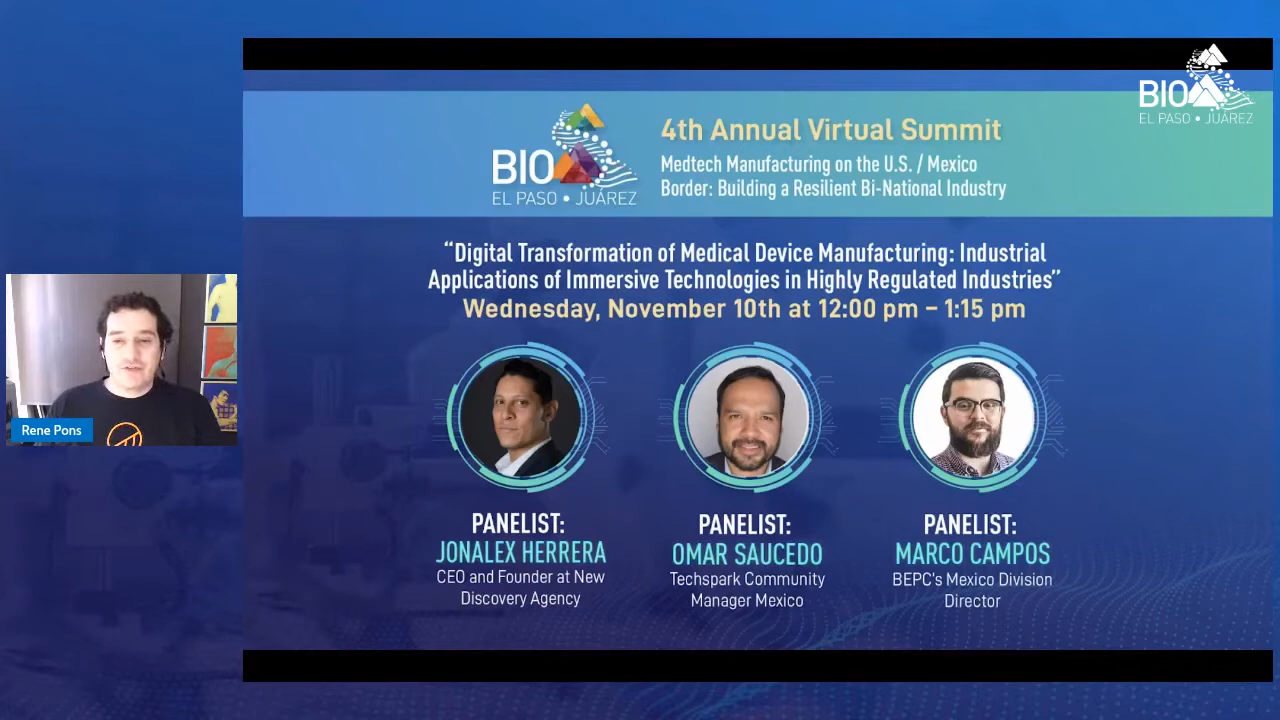 BIO
EL PASO • JUÁREZ
BIO
EL PASO • JUÁREZ
4th Annual Virtual Summit
Medtech Manufacturing on the U.S. / Mexico
Border: Building a Resilient Bi-National Industry
“Digital Transformation of Medical Device Manufacturing: Industrial
Applications of Immersive Technologies in Highly Regulated Industries”
Wednesday, November 10th at 12:00 pm – 1:15 pm
Rene Pons
PANELIST:
JONALEX HERRERA
CEO and Founder at New
Discovery Agency
PANELIST:
OMAR SAUCEDO
Techspark Community
Manager Mexico
PANELIST:
MARCO CAMPOS
BEPC's Mexico Division
Director